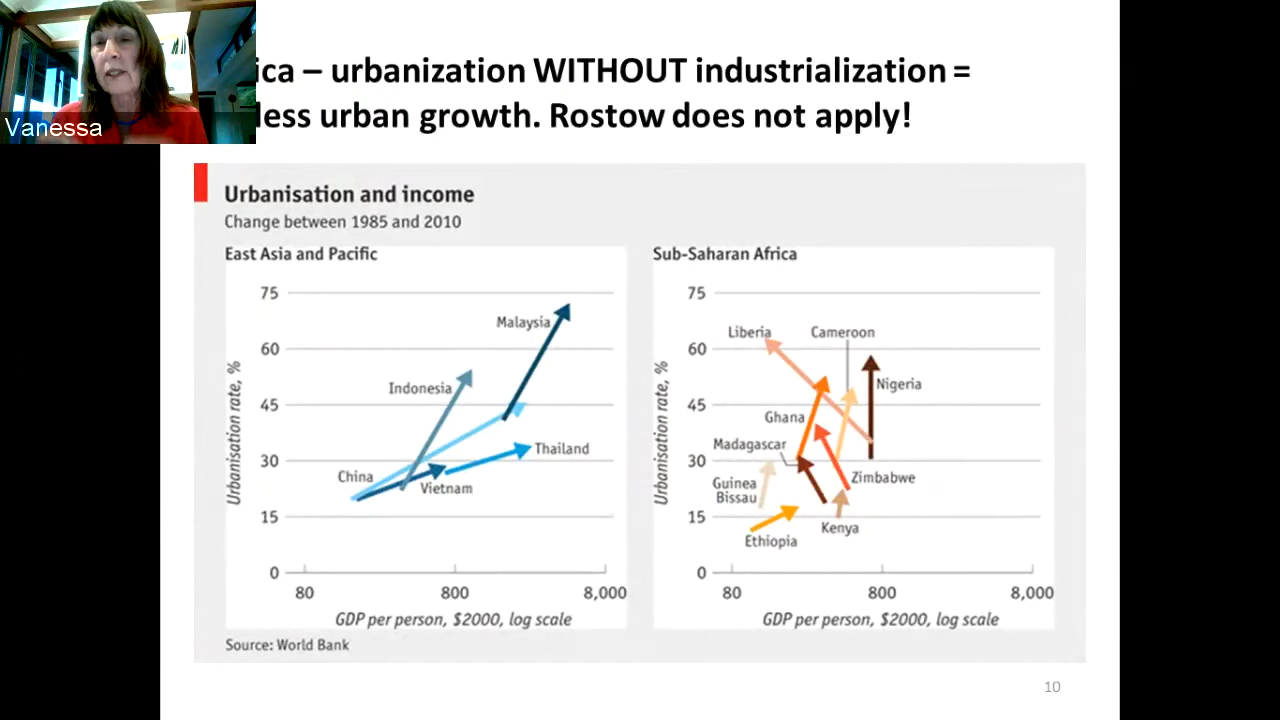 ica – urbanization WITHOUT industrialization =
less urban growth. Rostow does not apply!
Vanessa
Urbanisation and income
Change between 1985 and 2010
East Asia and Pacific
75
60
45
30
15
0
Urbanisation rate, %
Malaysia
Indonesia
Thailand
China
Vietnam
80
800
8,000
GDP per person, $2000, log scale
Sub-Saharan Africa
75
60
45
30
15
0
Urbanisation rate, %
Liberia
Cameroon
Nigeria
Ghana
Madagascar
Zimbabwe
Guinea
Bissau
Kenya
Ethiopia
80
800
8,000
GDP per person, $2000, log scale
Source: World Bank
10